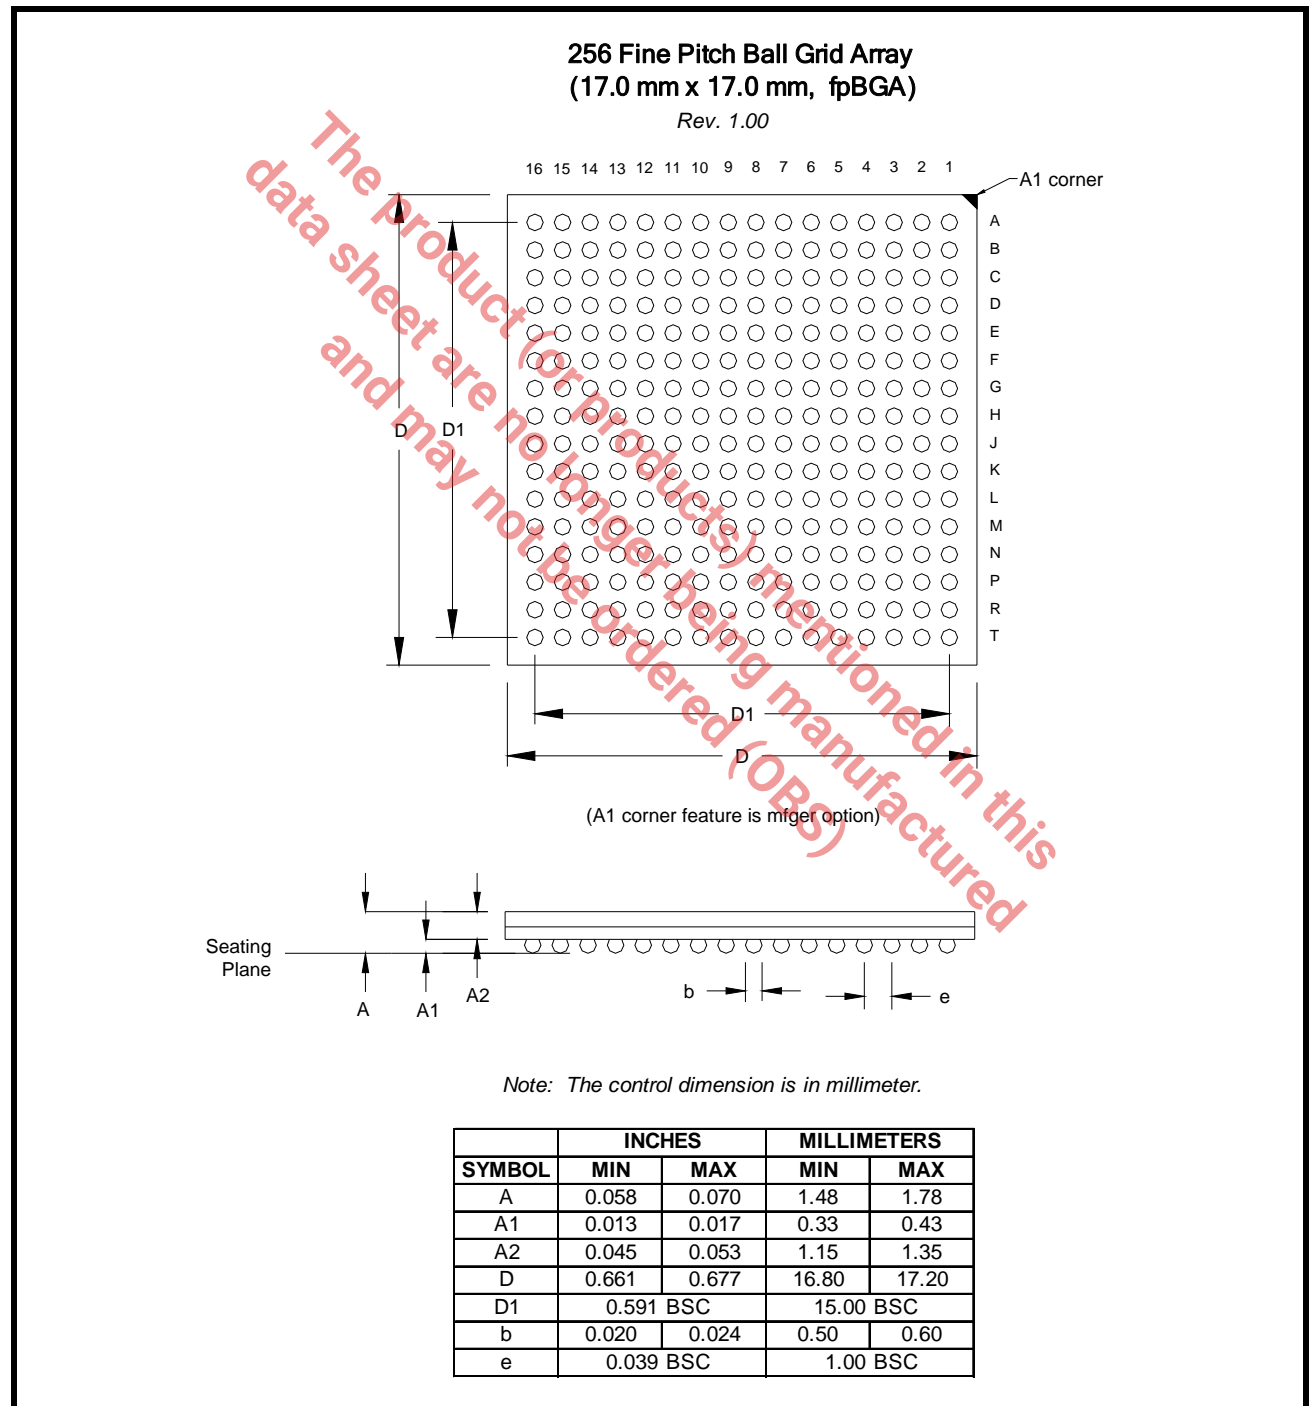 256 Fine Pitch Ball Grid Array
(17.0 mm x 17.0 mm, fpBGA)
Rev. 1.00
16 15 14 13 12 11 10 9 8 7 6 5 4 3 2 1
A1 corner
A
B
C
D
E
F
G
H
J
K
L
M
N
P
R
T
D
D1
D1
D
(A1 corner feature is mfger option)
The product (or products) mentioned in this
data sheet are no longer being manufactured
and may not be ordered (OBS)
Seating
Plane
A
A1
A2
b
e
Note: The control dimension is in millimeter.
INCHES MILLIMETERS
SYMBOL MIN MAX MIN MAX
A 0.058 0.070 1.48 1.78
A1 0.013 0.017 0.33 0.43
A2 0.045 0.053 1.15 1.35
D 0.661 0.677 16.80 17.20
D1 0.591 BSC 15.00 BSC
b 0.020 0.024 0.50 0.60
e 0.039 BSC 1.00 BSC